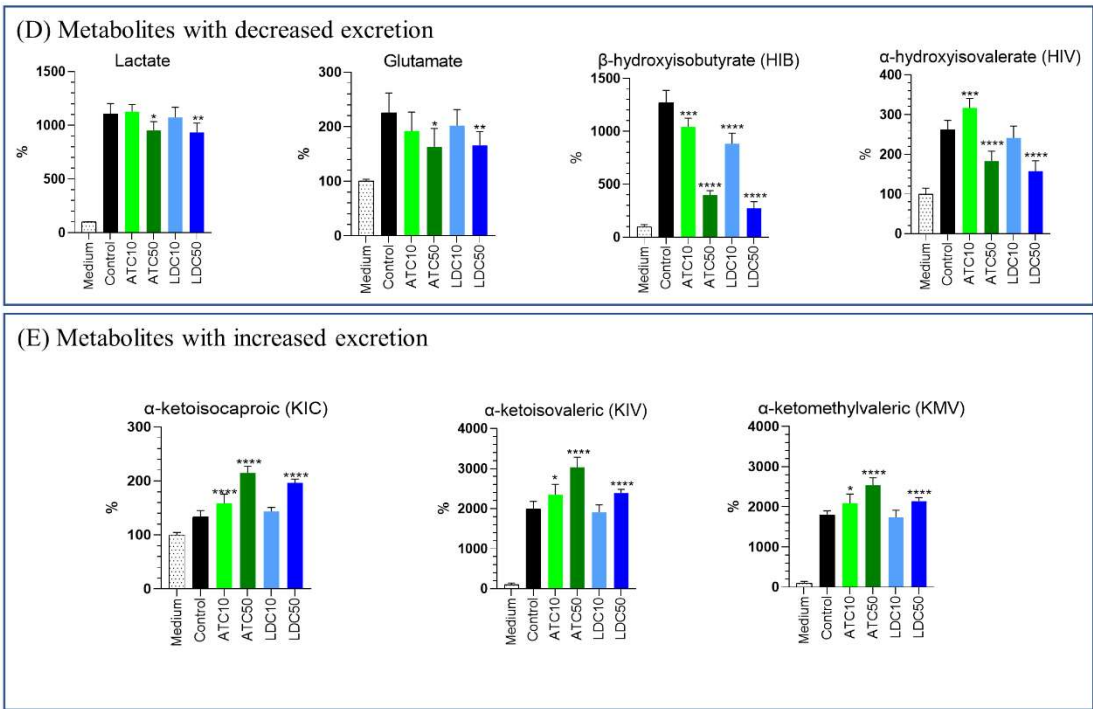 (D) Metabolites with decreased excretion
Lactate
1500
1000
500
0
%
*
**
Medium
Control
ATC10
ATC50
LDC10
LDC50
Glutamate
300
200
100
0
%
*
**
Medium
Control
ATC10
ATC50
LDC10
LDC50
β-hydroxyisobutyrate (HIB)
1500
1000
500
0
%
***
****
****
****
Medium
Control
ATC10
ATC50
LDC10
LDC50
α-hydroxyisovalerate (HIV)
400
300
200
100
0
%
***
****
****
Medium
Control
ATC10
ATC50
LDC10
LDC50
(E) Metabolites with increased excretion
α-ketoisocaproic (KIC)
300
200
100
0
%
****
****
****
Medium
Control
ATC10
ATC50
LDC10
LDC50
α-ketoisovaleric (KIV)
4000
3000
2000
1000
0
%
*
****
****
Medium
Control
ATC10
ATC50
LDC10
LDC50
α-ketomethylvaleric (KMV)
4000
3000
2000
1000
0
%
*
****
****
Medium
Control
ATC10
ATC50
LDC10
LDC50